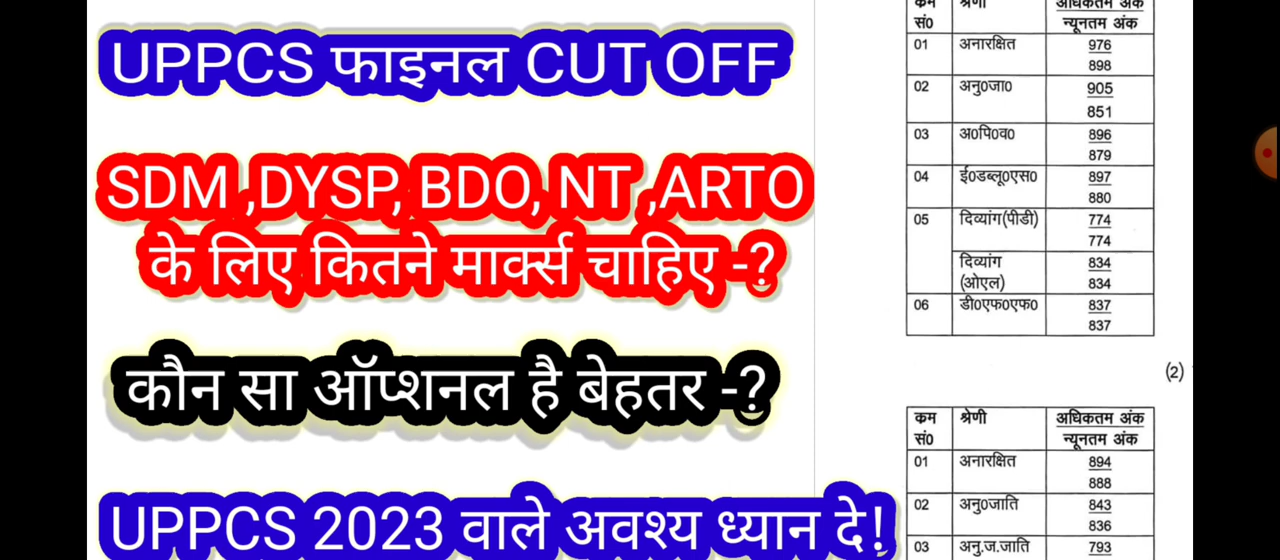 UPPCS फाइनल CUT OFF
SDM ,DYSP, BDO, NT ,ARTO
के लिए कितने मार्क्स चाहिए -?
कौन सा ऑप्शनल है बेहतर -?
UPPCS 2023 वाले अवश्य ध्यान दे!
कम सं0 श्रेणी अधिकतम अंक
न्यूनतम अंक
01 अनारक्षित 976
898
02 अनु0जा0 905
851
03 अ0पि0व0 896
879
04 ई0डब्लू0एस0 897
880
05 दिव्यांग(पीडी) 774
774
दिव्यांग (ओएल) 834
834
06 डी0एफ0एफ0 837
837
(2)
कम सं0 श्रेणी अधिकतम अंक
न्यूनतम अंक
01 अनारक्षित 894
888
02 अनु0जाति 843
836
03 अनु.ज.जाति 793